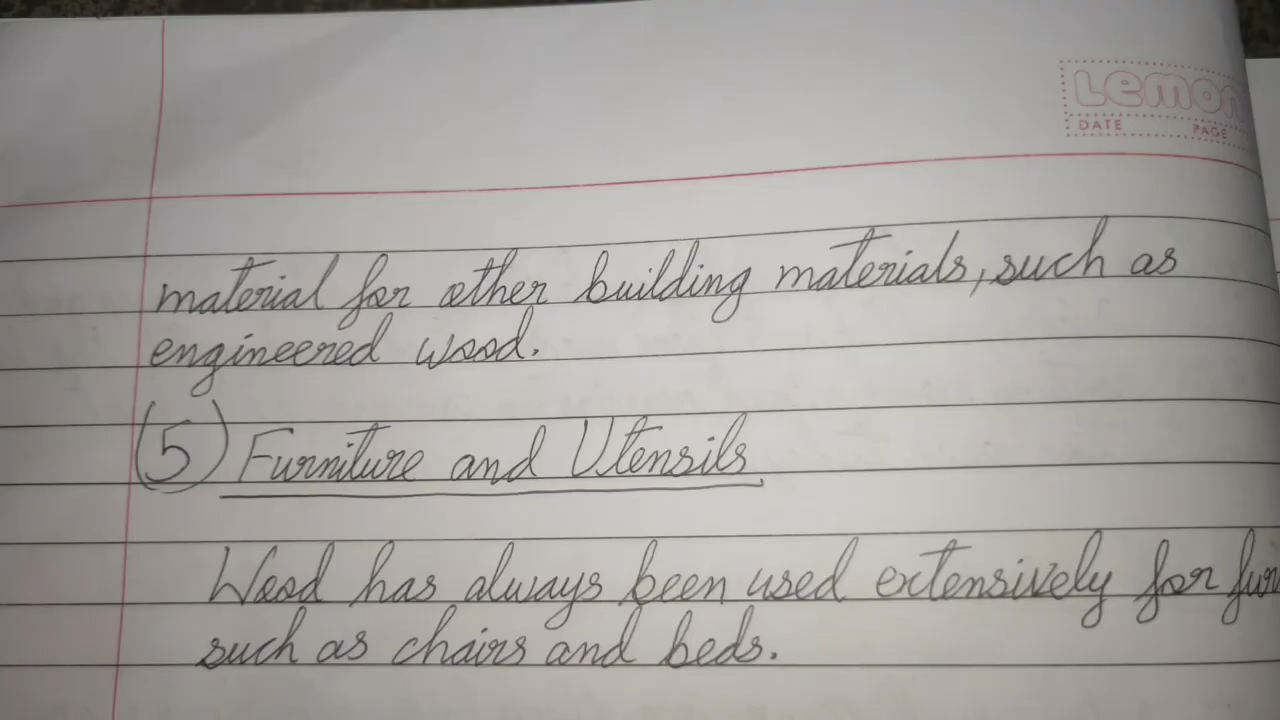 Lemon
DATE PAGE
material for other building materials, such as
engineered wood.
(5) Furniture and Utensils
Wood has always been used extensively for fur
such as chairs and beds.